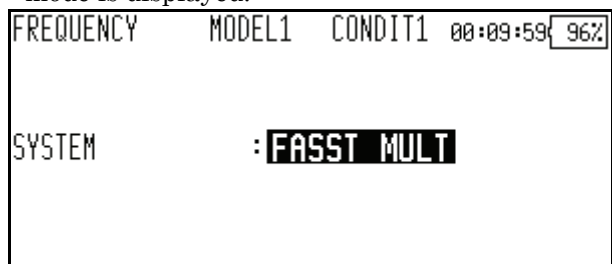 mode is displayed.
FREQUENCY MODEL1 CONDIT1 00:09:59 96%
SYSTEM :FASST MULT